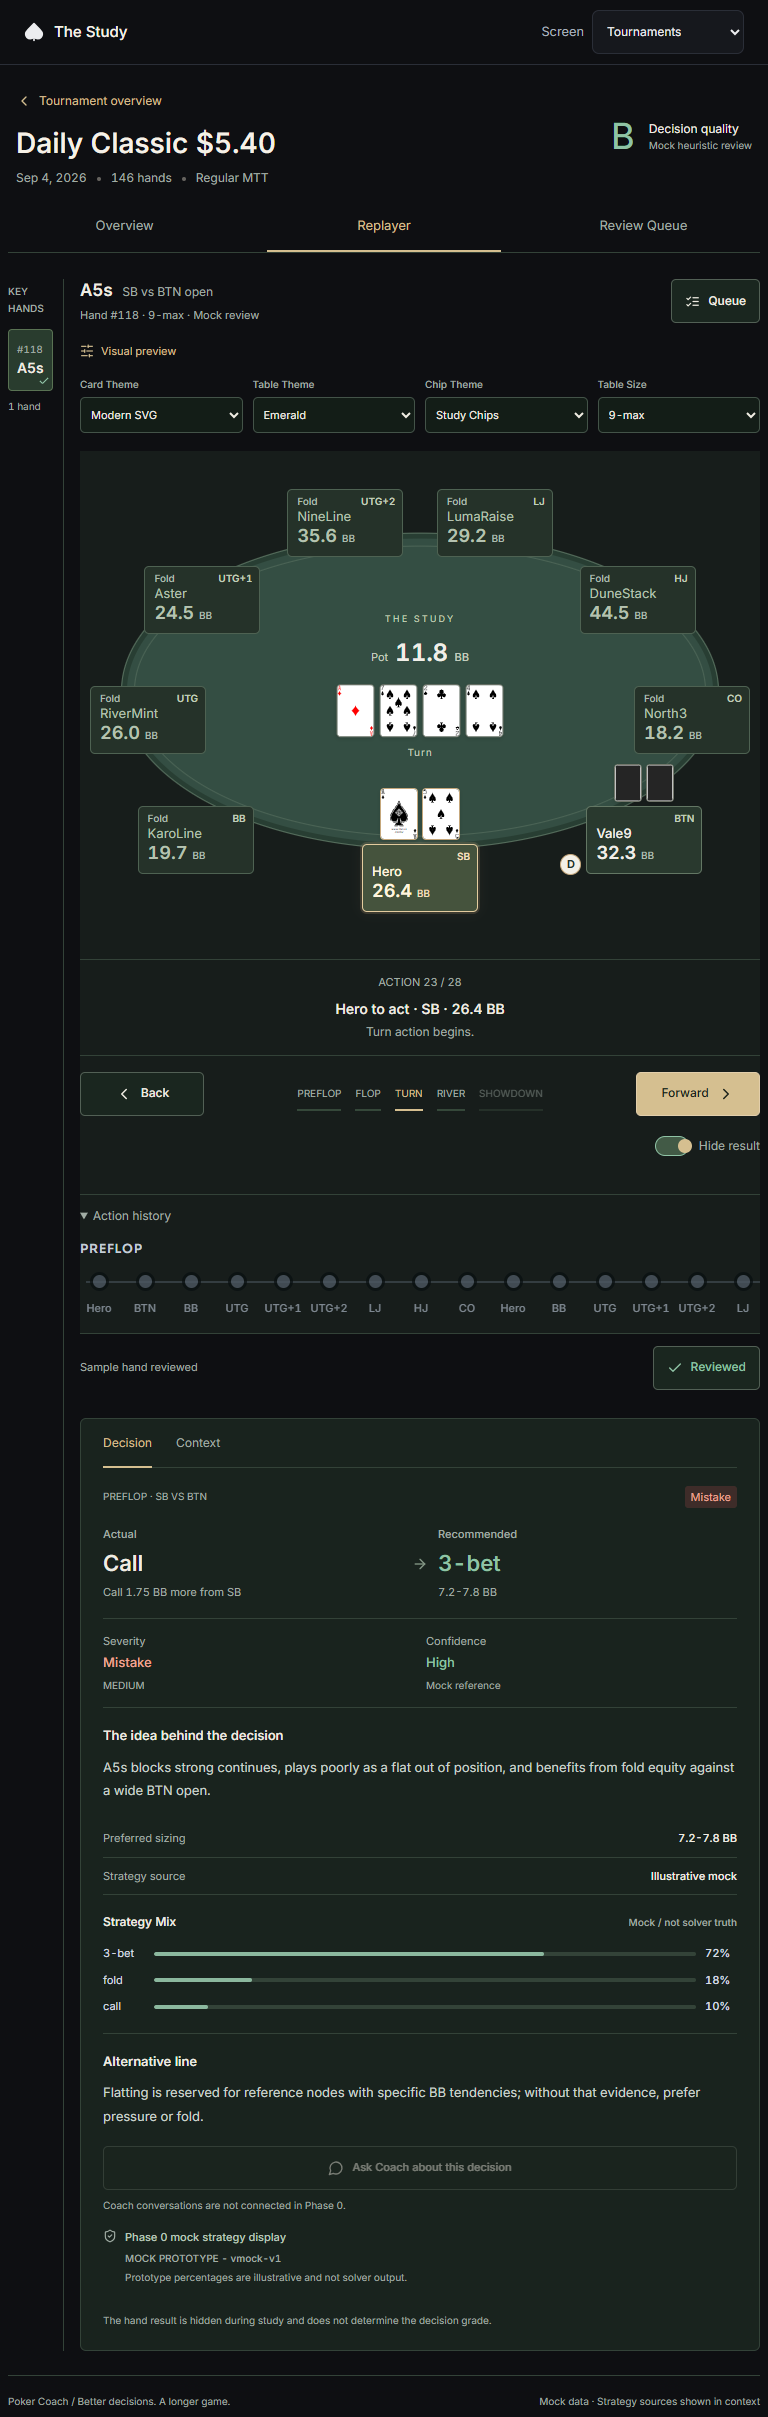 The Study
Screen
Tournaments
Tournament overview
Daily Classic $5.40
Sep 4, 2026 • 146 hands • Regular MTT
B
Decision quality
Mock heuristic review
Overview
Replayer
Review Queue
KEY
HANDS
#118
A5s
1 hand
A5s SB vs BTN open
Hand #118 · 9-max · Mock review
Queue
Visual preview
Card Theme
Table Theme
Chip Theme
Table Size
Modern SVG
Emerald
Study Chips
9-max
Fold UTG+2
NineLine
35.6 BB
Fold LJ
LumaRaise
29.2 BB
Fold UTG+1
Aster
24.5 BB
Fold HJ
DuneStack
44.5 BB
THE STUDY
Pot 11.8 BB
Fold UTG
RiverMint
26.0 BB
Fold CO
North3
18.2 BB
Turn
Fold BB
KaroLine
19.7 BB
BTN
Vale9
32.3 BB
D
SB
Hero
26.4 BB
ACTION 23 / 28
Hero to act · SB · 26.4 BB
Turn action begins.
Back
PREFLOP
FLOP
TURN
RIVER
SHOWDOWN
Forward
Hide result
▼ Action history
PREFLOP
Hero BTN BB UTG UTG+1 UTG+2 LJ HJ CO Hero BB UTG UTG+1 UTG+2 LJ
Sample hand reviewed
Reviewed
Decision
Context
PREFLOP · SB VS BTN
Mistake
Actual
Recommended
Call
→ 3-bet
Call 1.75 BB more from SB
7.2-7.8 BB
Severity
Confidence
Mistake
High
MEDIUM
Mock reference
The idea behind the decision
A5s blocks strong continues, plays poorly as a flat out of position, and benefits from fold equity against
a wide BTN open.
Preferred sizing
7.2-7.8 BB
Strategy source
Illustrative mock
Strategy Mix
Mock / not solver truth
3-bet 72%
fold 18%
call 10%
Alternative line
Flatting is reserved for reference nodes with specific BB tendencies; without that evidence, prefer
pressure or fold.
Ask Coach about this decision
Coach conversations are not connected in Phase 0.
Phase 0 mock strategy display
MOCK PROTOTYPE - vmock-v1
Prototype percentages are illustrative and not solver output.
The hand result is hidden during study and does not determine the decision grade.
Poker Coach / Better decisions. A longer game.
Mock data · Strategy sources shown in context